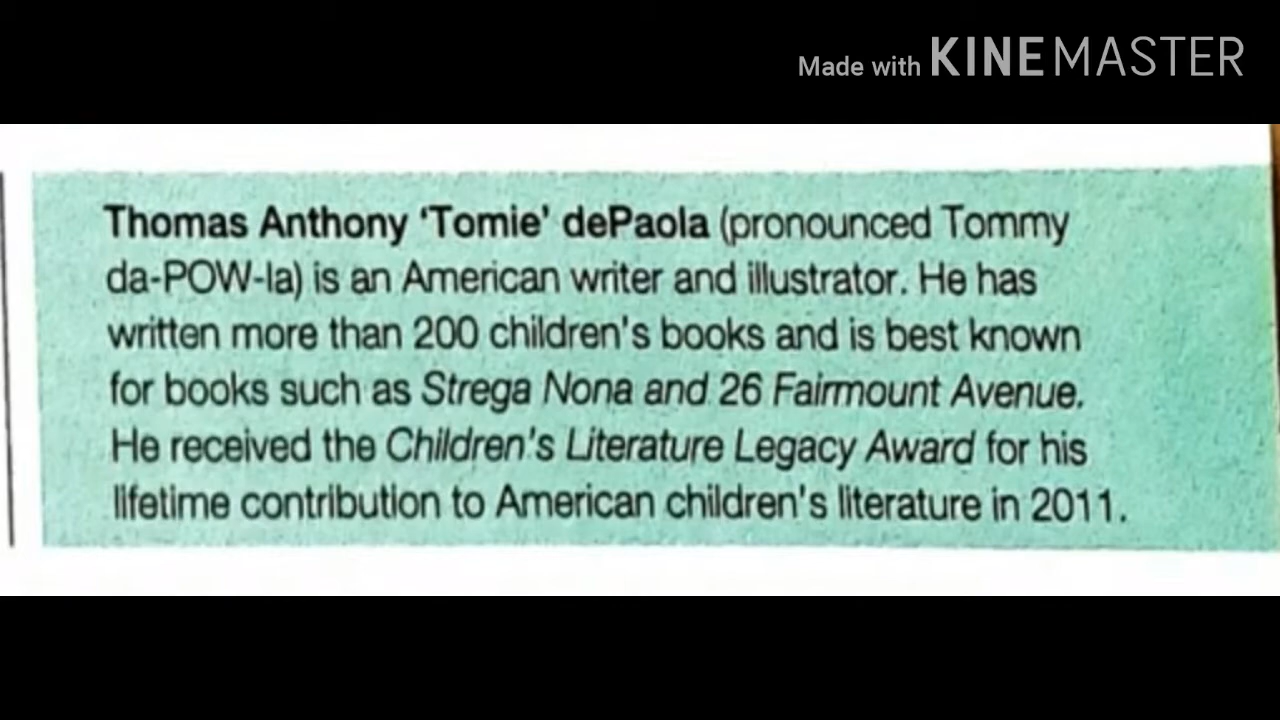 Made with KINEMASTER
Thomas Anthony 'Tomie' dePaola (pronounced Tommy
da-POW-la) is an American writer and illustrator. He has
written more than 200 children's books and is best known
for books such as Strega Nona and 26 Fairmount Avenue.
He received the Children's Literature Legacy Award for his
lifetime contribution to American children's literature in 2011.